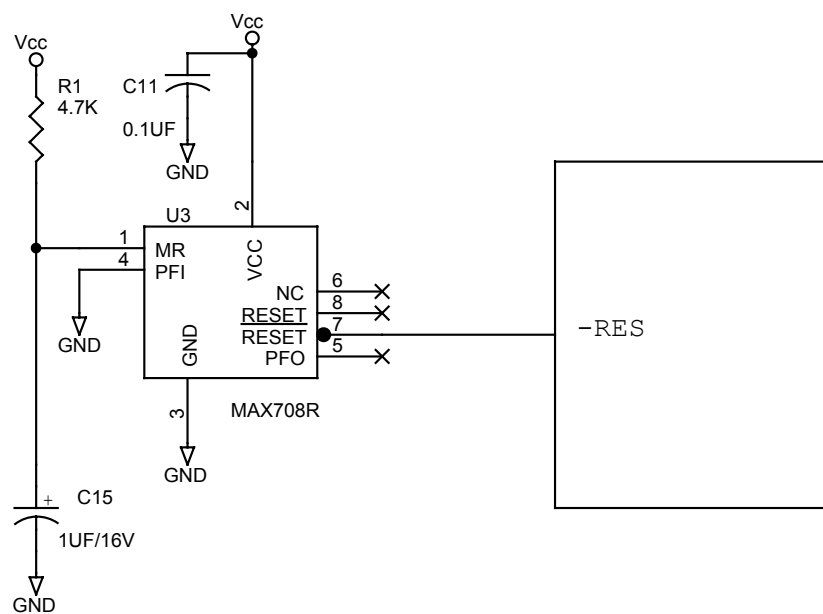 Vcc
Vcc
R1
4.7K
C11
0.1UF
GND
U3
2
1
4
MR
PFI
VCC
GND
NC
RESET
RESET
PFO
6
8
7
5
-RES
GND
3
MAX708R
GND
+
C15
1UF/16V
GND